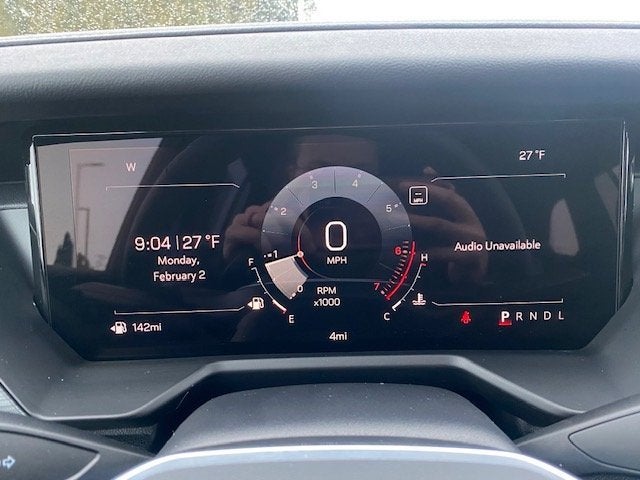 W
27 °F
9:04 | 27 °F
Monday,
February 2
142mi
F
E
0
1
2
3
4
5
6
7
0
MPH
RPM
x1000
4mi
-- MPH
H
C
Audio Unavailable
P R N D L